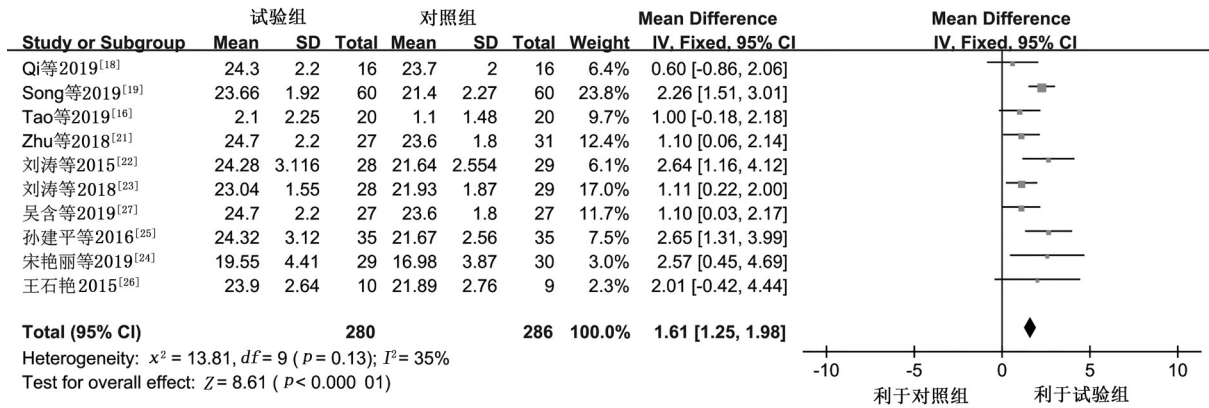 试验组 对照组 Mean Difference Mean Difference
Study or Subgroup Mean SD Total Mean SD Total Weight IV, Fixed, 95% CI IV, Fixed, 95% CI
Qi等2019[18] 24.3 2.2 16 23.7 2 16 6.4% 0.60 [-0.86, 2.06]
Song等2019[19] 23.66 1.92 60 21.4 2.27 60 23.8% 2.26 [1.51, 3.01]
Tao等2019[16] 2.1 2.25 20 1.1 1.48 20 9.7% 1.00 [-0.18, 2.18]
Zhu等2018[21] 24.7 2.2 27 23.6 1.8 31 12.4% 1.10 [0.06, 2.14]
刘涛等2015[22] 24.28 3.116 28 21.64 2.554 29 6.1% 2.64 [1.16, 4.12]
刘涛等2018[23] 23.04 1.55 28 21.93 1.87 29 17.0% 1.11 [0.22, 2.00]
吴含等2019[27] 24.7 2.2 27 23.6 1.8 27 11.7% 1.10 [0.03, 2.17]
孙建平等2016[25] 24.32 3.12 35 21.67 2.56 35 7.5% 2.65 [1.31, 3.99]
宋艳丽等2019[24] 19.55 4.41 29 16.98 3.87 30 3.0% 2.57 [0.45, 4.69]
王石艳2015[26] 23.9 2.64 10 21.89 2.76 9 2.3% 2.01 [-0.42, 4.44]
Total (95% CI) 280 286 100.0% 1.61 [1.25, 1.98]
Heterogeneity: x² = 13.81, df = 9 (p = 0.13); I² = 35%
Test for overall effect: Z = 8.61 (p< 0.000 01)
-10 -5 0 5 10
利于对照组 利于试验组